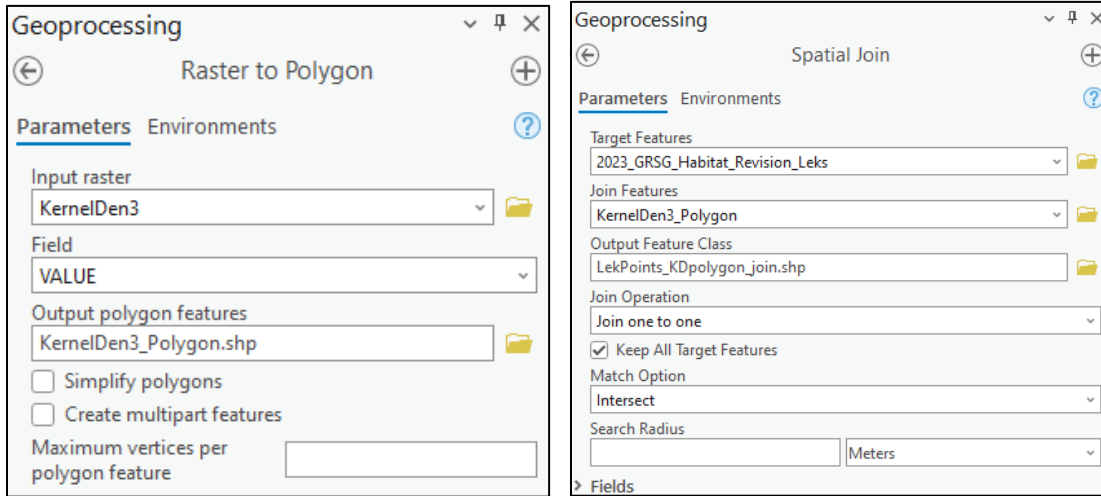 Geoprocessing
Raster to Polygon
Parameters Environments
?
Input raster
KernelDen3
Field
VALUE
Output polygon features
KernelDen3_Polygon.shp
Simplify polygons
Create multipart features
Maximum vertices per
polygon feature
Geoprocessing
Spatial Join
Parameters Environments
?
Target Features
2023_GRSG_Habitat_Revision_Leks
Join Features
KernelDen3_Polygon
Output Feature Class
LekPoints_KDpolygon_join.shp
Join Operation
Join one to one
Keep All Target Features
Match Option
Intersect
Search Radius
Meters
Fields